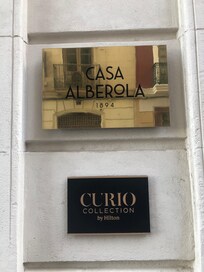 CASA
ALBEROLA
1894
CURIO
COLLECTION
by Hilton